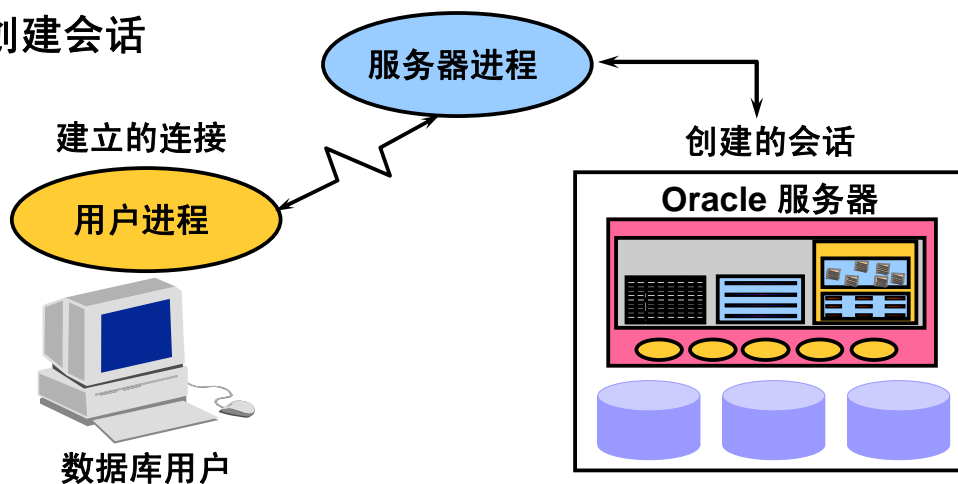 创建会话
服务器进程
建立的连接
创建的会话
用户进程
Oracle 服务器
数据库用户